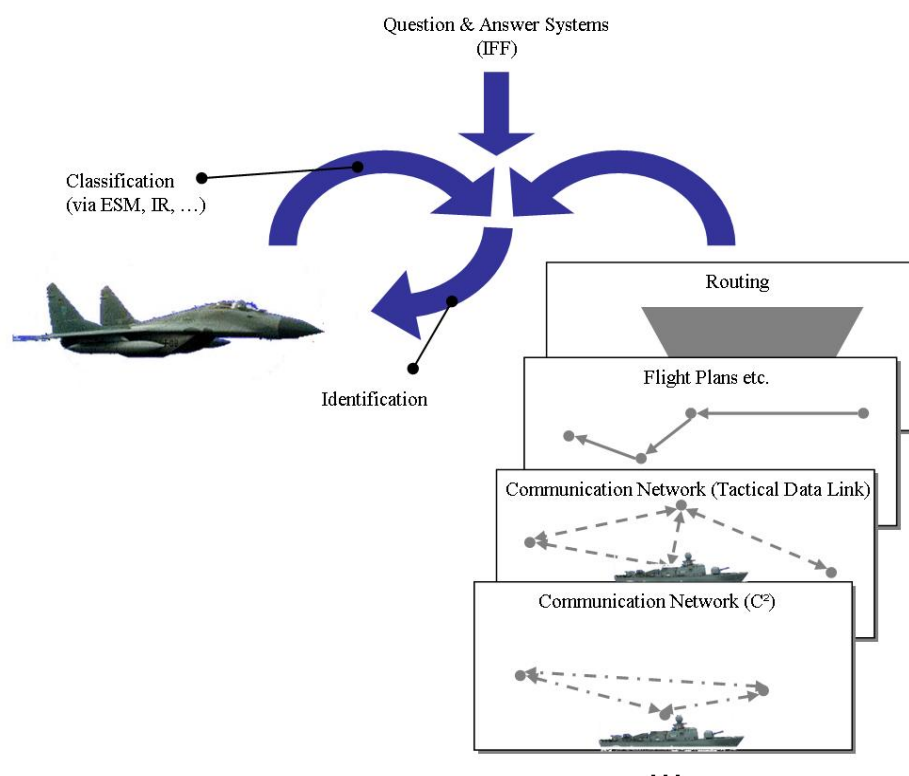 Question & Answer Systems
(IFF)
Classification
(via ESM, IR, …)
Identification
Routing
Flight Plans etc.
Communication Network (Tactical Data Link)
Communication Network (C²)
...